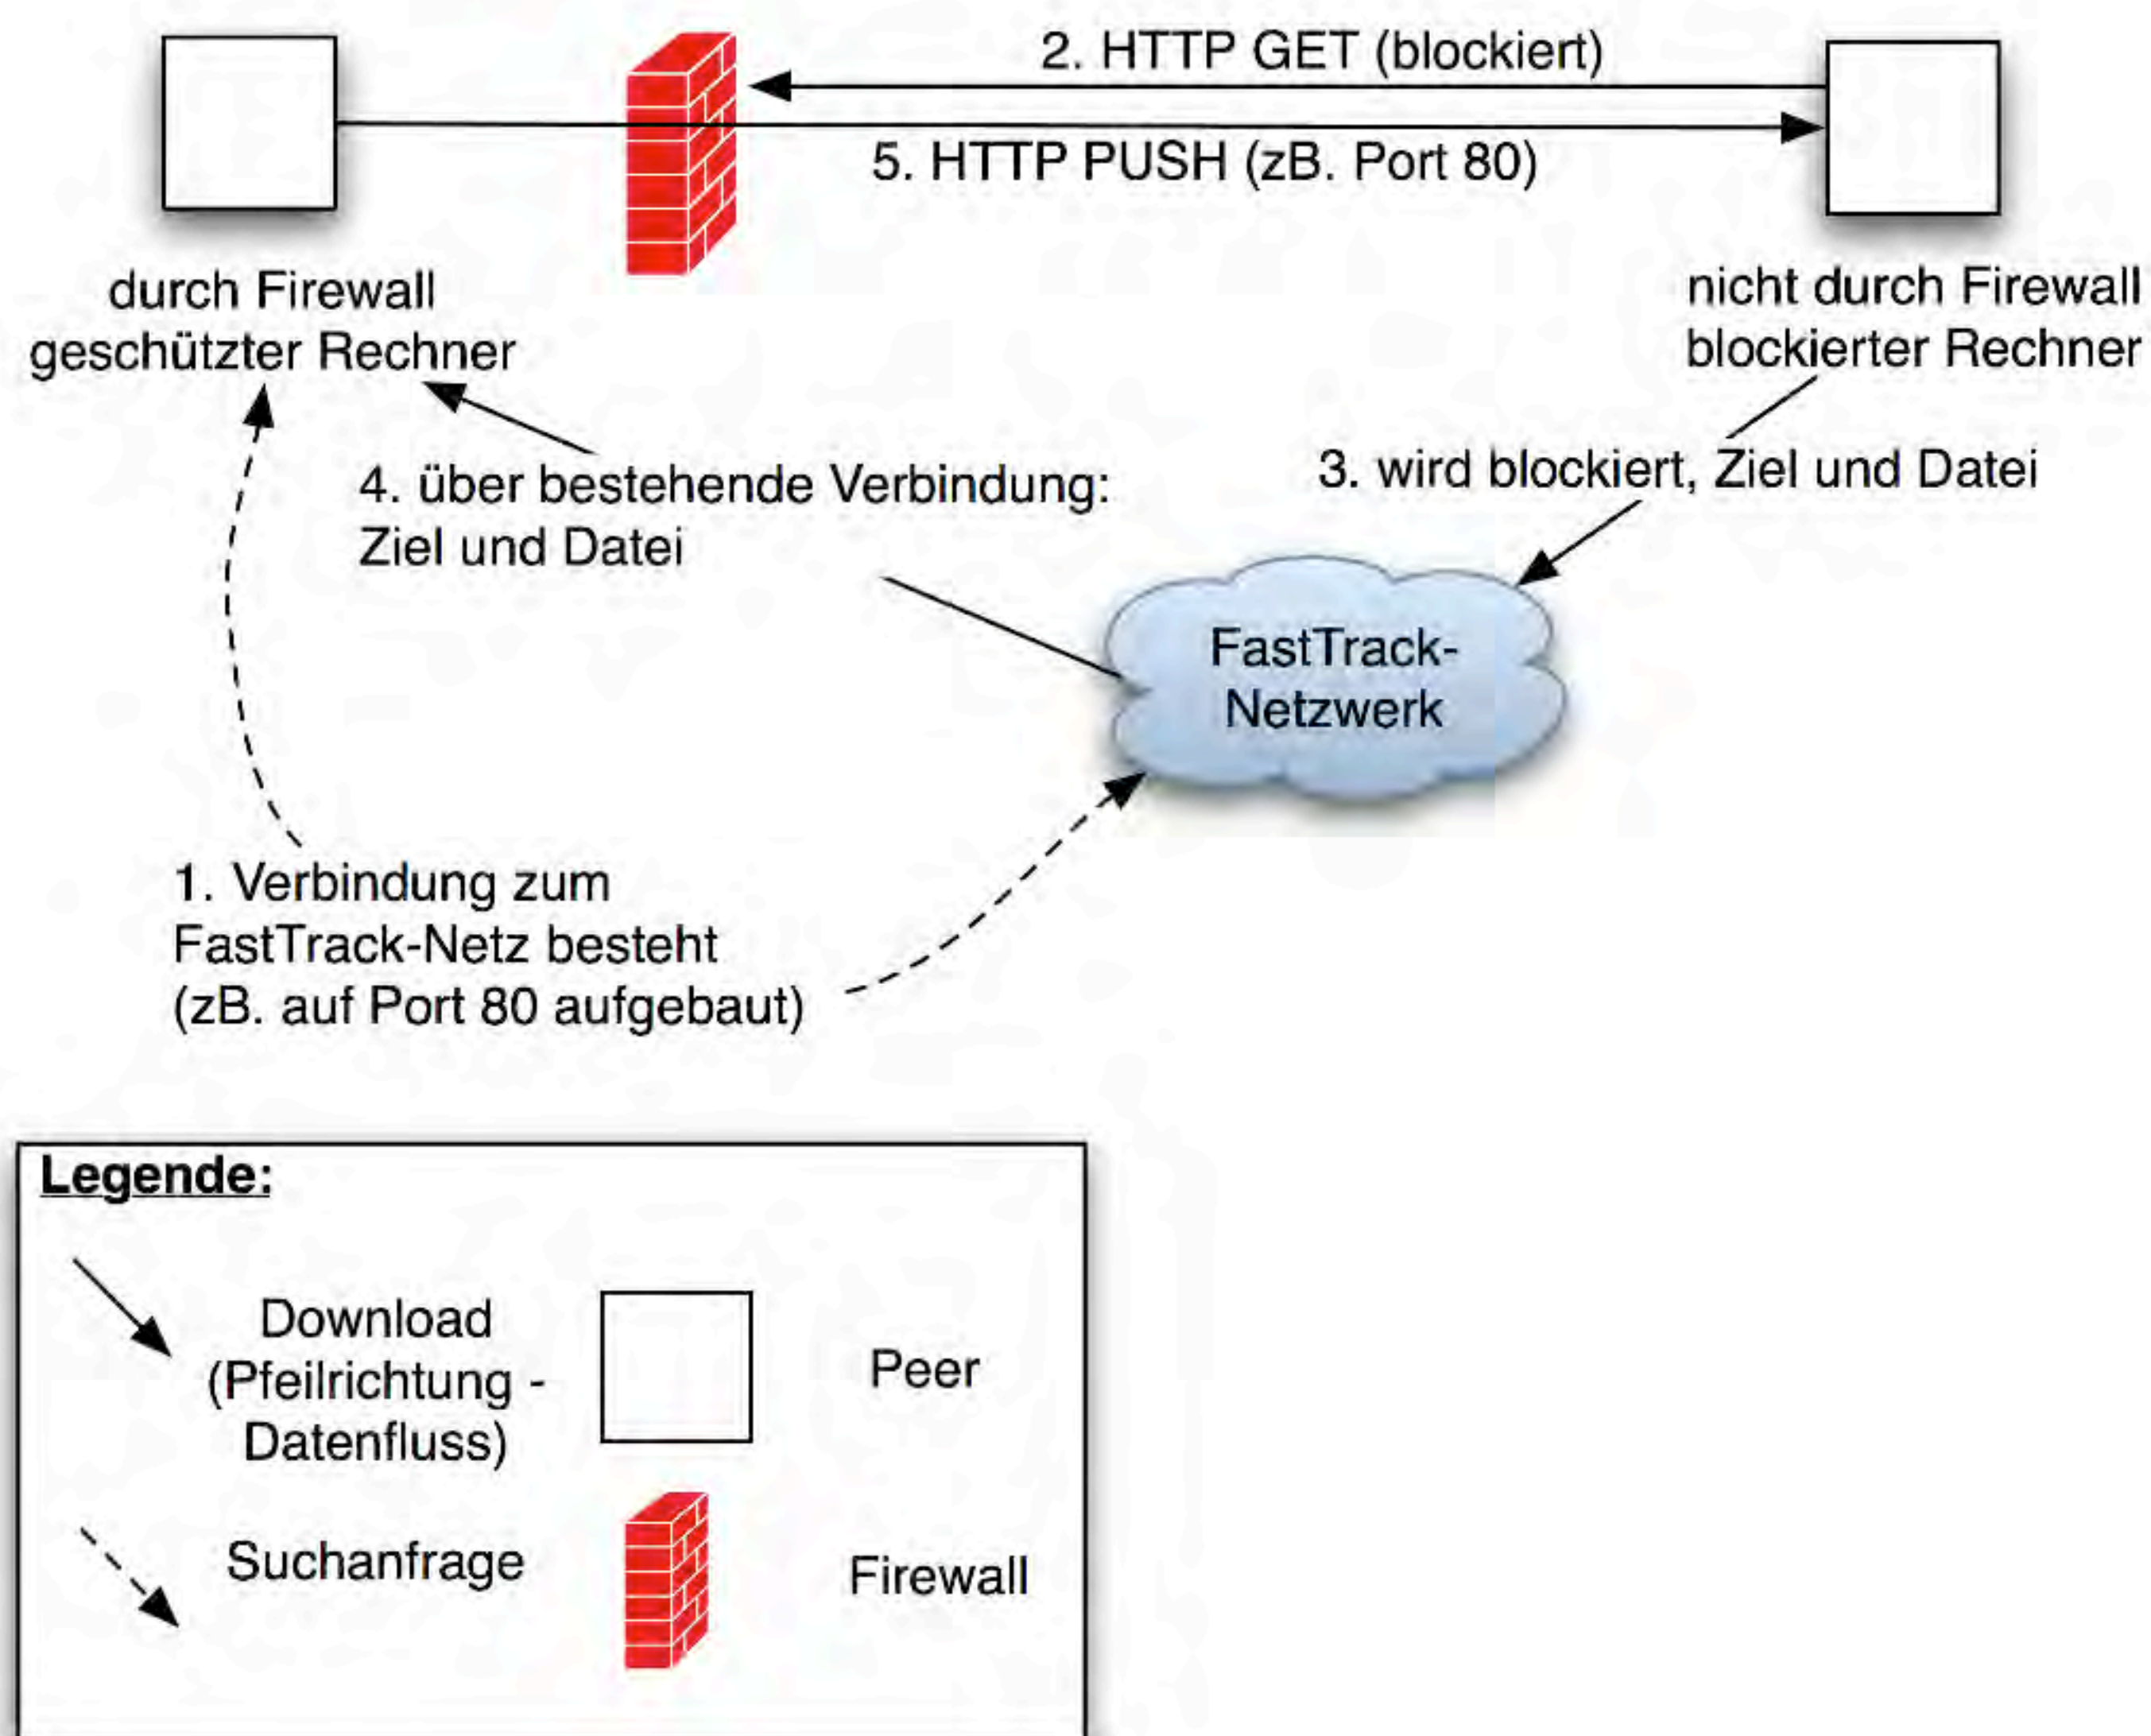 2. HTTP GET (blockiert)
5. HTTP PUSH (zB. Port 80)
durch Firewall
geschützter Rechner
nicht durch Firewall
blockierter Rechner
3. wird blockiert, Ziel und Datei
4. über bestehende Verbindung:
Ziel und Datei
FastTrack-
Netzwerk
1. Verbindung zum
FastTrack-Netz besteht
(zB. auf Port 80 aufgebaut)
Legende:
Download
(Pfeilrichtung -
Datenfluss)
Peer
Suchanfrage
Firewall